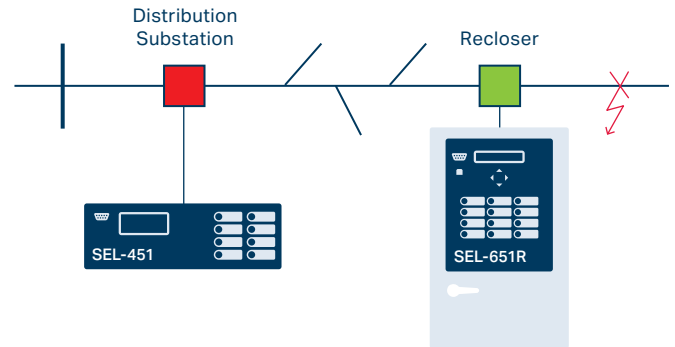 Distribution
Substation
Recloser
SEL-451
SEL-651R